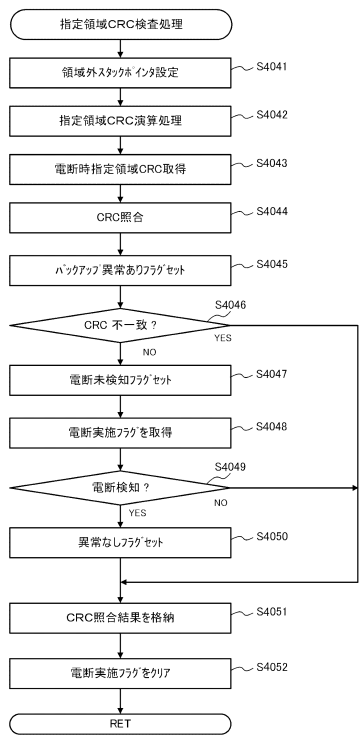 指定領域CRC検査処理
領域外ｽﾀｯｸﾎﾟｲﾝﾀ設定
S4041
指定領域CRC演算処理
S4042
電断時指定領域CRC取得
S4043
CRC照合
S4044
ﾊﾞｯｸｱｯﾌﾟ異常ありﾌﾗｸﾞｾｯﾄ
S4045
CRC 不一致？
S4046
YES
NO
電断未検知ﾌﾗｸﾞｾｯﾄ
S4047
電断実施ﾌﾗｸﾞを取得
S4048
電断検知？
S4049
NO
YES
異常なしﾌﾗｸﾞｾｯﾄ
S4050
CRC照合結果を格納
S4051
電断実施ﾌﾗｸﾞをｸﾘｱ
S4052
RET